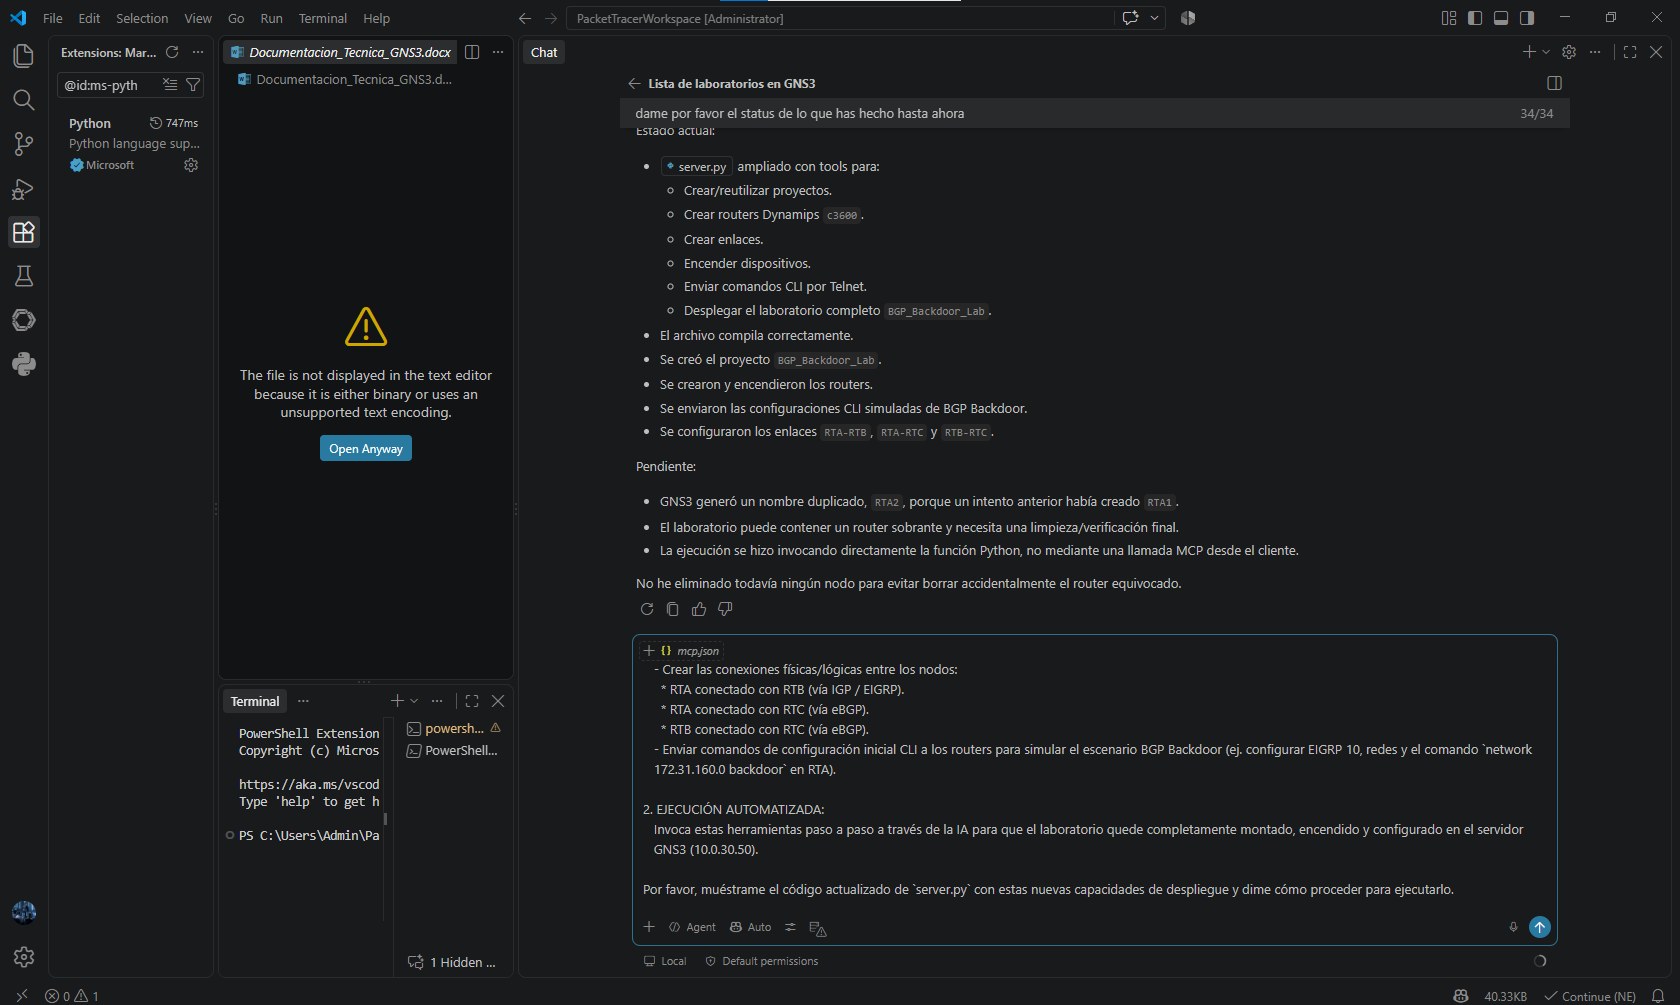 File Edit Selection View Go Run Terminal Help
PacketTracerWorkspace [Administrator]
Extensions: Mar...
@id:ms-pyth
Python 747ms
Python language sup...
Microsoft
Documentacion_Tecnica_GNS3.docx
Documentacion_Tecnica_GNS3.d...
The file is not displayed in the text editor
because it is either binary or uses an
unsupported text encoding.
Open Anyway
Terminal
PowerShell Extension
Copyright (c) Micros
https://aka.ms/vscod
Type 'help' to get h
PS C:\Users\Admin\Pa
powersh...
PowerShell...
1 Hidden ...
Chat
Lista de laboratorios en GNS3
dame por favor el status de lo que has hecho hasta ahora 34/34
Estado actual:
server.py ampliado con tools para:
Crear/reutilizar proyectos.
Crear routers Dynamips c3600.
Crear enlaces.
Encender dispositivos.
Enviar comandos CLI por Telnet.
Desplegar el laboratorio completo BGP_Backdoor_Lab.
El archivo compila correctamente.
Se creó el proyecto BGP_Backdoor_Lab.
Se crearon y encendieron los routers.
Se enviaron las configuraciones CLI simuladas de BGP Backdoor.
Se configuraron los enlaces RTA-RTB, RTA-RTC y RTB-RTC.
Pendiente:
GNS3 generó un nombre duplicado, RTA2, porque un intento anterior había creado RTA1.
El laboratorio puede contener un router sobrante y necesita una limpieza/verificación final.
La ejecución se hizo invocando directamente la función Python, no mediante una llamada MCP desde el cliente.
No he eliminado todavía ningún nodo para evitar borrar accidentalmente el router equivocado.
{} mcp.json
- Crear las conexiones físicas/lógicas entre los nodos:
* RTA conectado con RTB (vía IGP / EIGRP).
* RTA conectado con RTC (vía eBGP).
* RTB conectado con RTC (vía eBGP).
- Enviar comandos de configuración inicial CLI a los routers para simular el escenario BGP Backdoor (ej. configurar EIGRP 10, redes y el comando `network
172.31.160.0 backdoor` en RTA).
2. EJECUCIÓN AUTOMATIZADA:
Invoca estas herramientas paso a paso a través de la IA para que el laboratorio quede completamente montado, encendido y configurado en el servidor
GNS3 (10.0.30.50).
Por favor, muéstrame el código actualizado de `server.py` con estas nuevas capacidades de despliegue y dime cómo proceder para ejecutarlo.
Agent Auto
Local Default permissions
0 1
40.33KB Continue (NE)